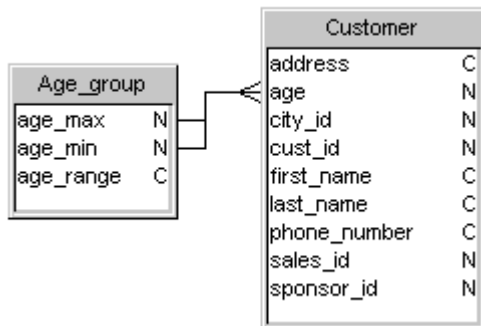 Age_group
age_max N
age_min N
age_range C
Customer
address C
age N
city_id N
cust_id N
first_name C
last_name C
phone_number C
sales_id N
sponsor_id N